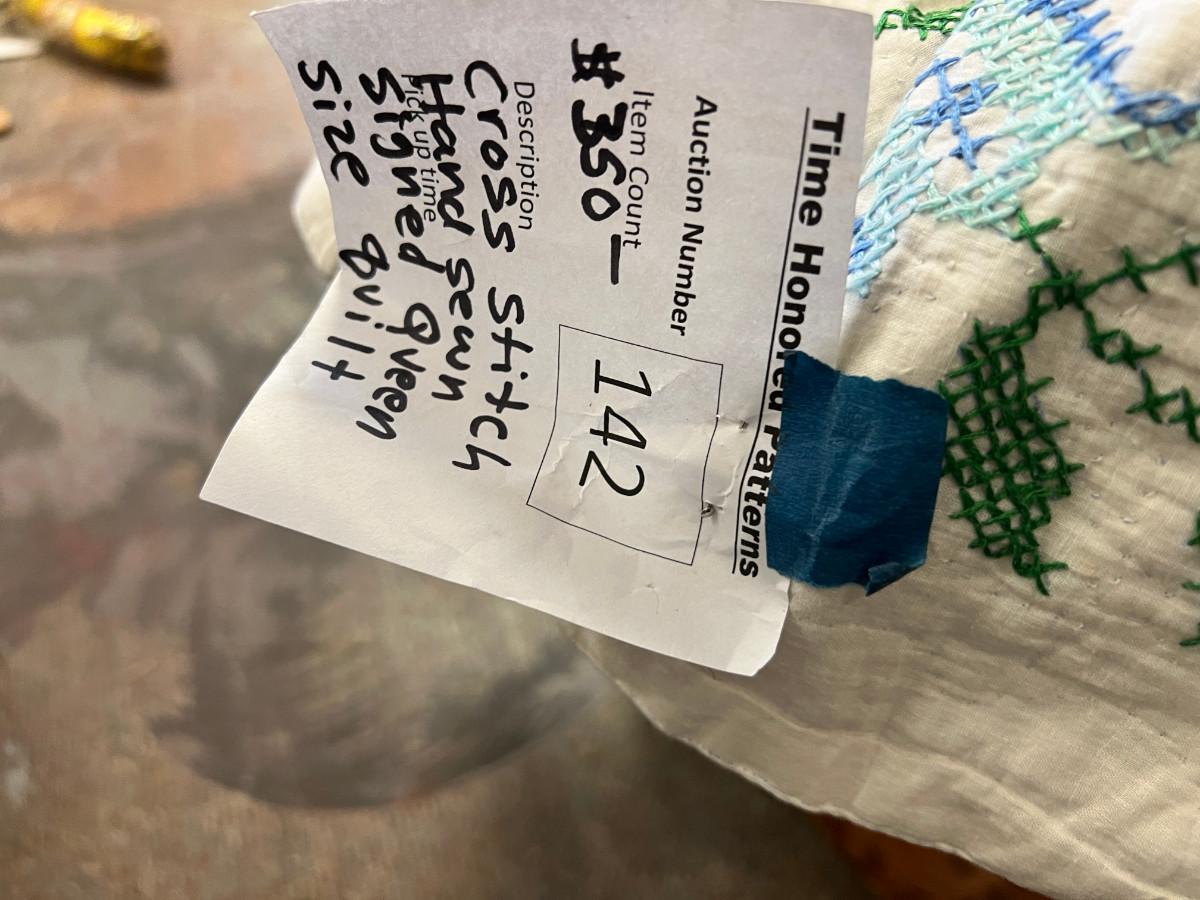 Time Honored Patterns
Auction Number 142
Item Count
$350—
Description
Cross stitch
Hand sewn
Pick up time
signed Queen
size Quilt